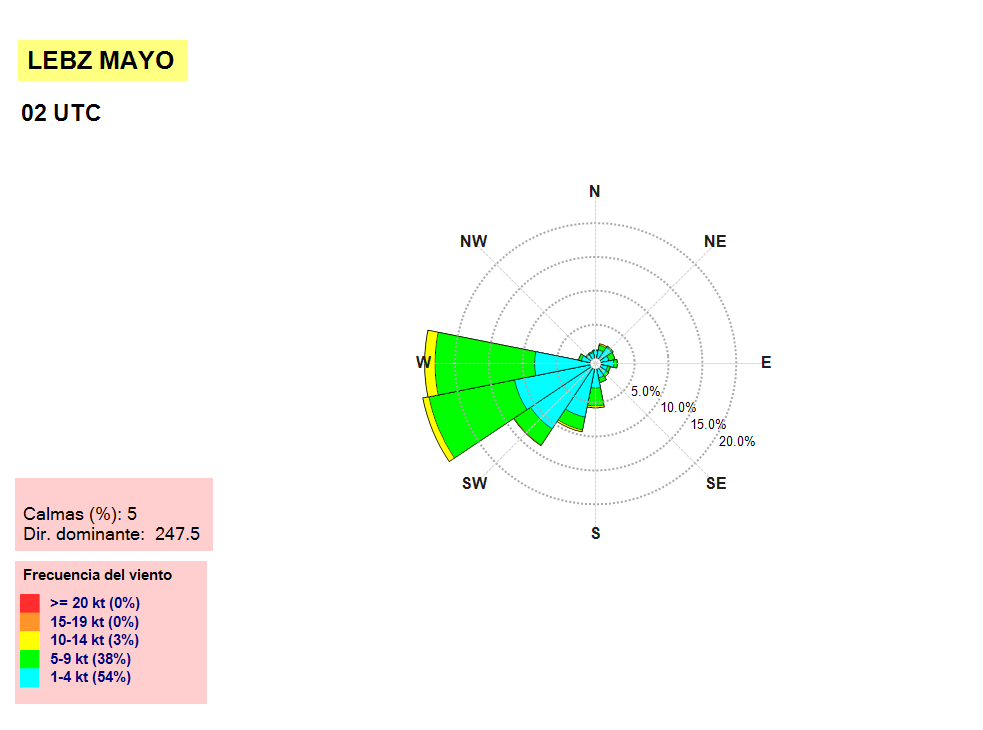 LEBZ MAYO
02 UTC
N
NW
NE
W
E
5.0%
10.0%
15.0%
20.0%
SW
SE
S
Calmas (%): 5
Dir. dominante: 247.5
Frecuencia del viento
>= 20 kt (0%)
15-19 kt (0%)
10-14 kt (3%)
5-9 kt (38%)
1-4 kt (54%)